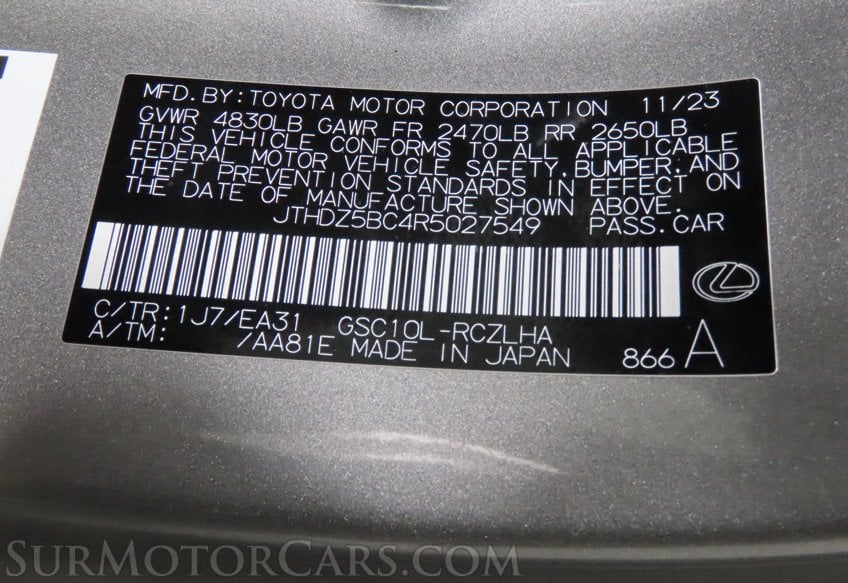 MFD. BY: TOYOTA MOTOR CORPORATION 11/23
GVWR 4830LB GAWR FR 2470LB RR 2650LB
THIS VEHICLE CONFORMS TO ALL APPLICABLE
FEDERAL MOTOR VEHICLE SAFETY, BUMPER, AND
THEFT PREVENTION STANDARDS IN EFFECT ON
THE DATE OF MANUFACTURE SHOWN ABOVE.
JTHDZ5BC4R5027549 PASS.CAR
C/TR: 1J7/EA31 GSC10L-RCZLHA
A/TM: /AA81E MADE IN JAPAN 866 A
SURMOTORCARS.COM